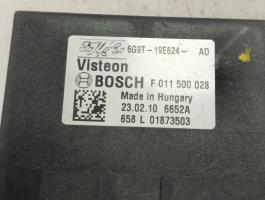 6G9T-19E624- AD
Visteon
BOSCH F 011 500 028
Made in Hungary
23.02.10 6652A
658 L 01873503